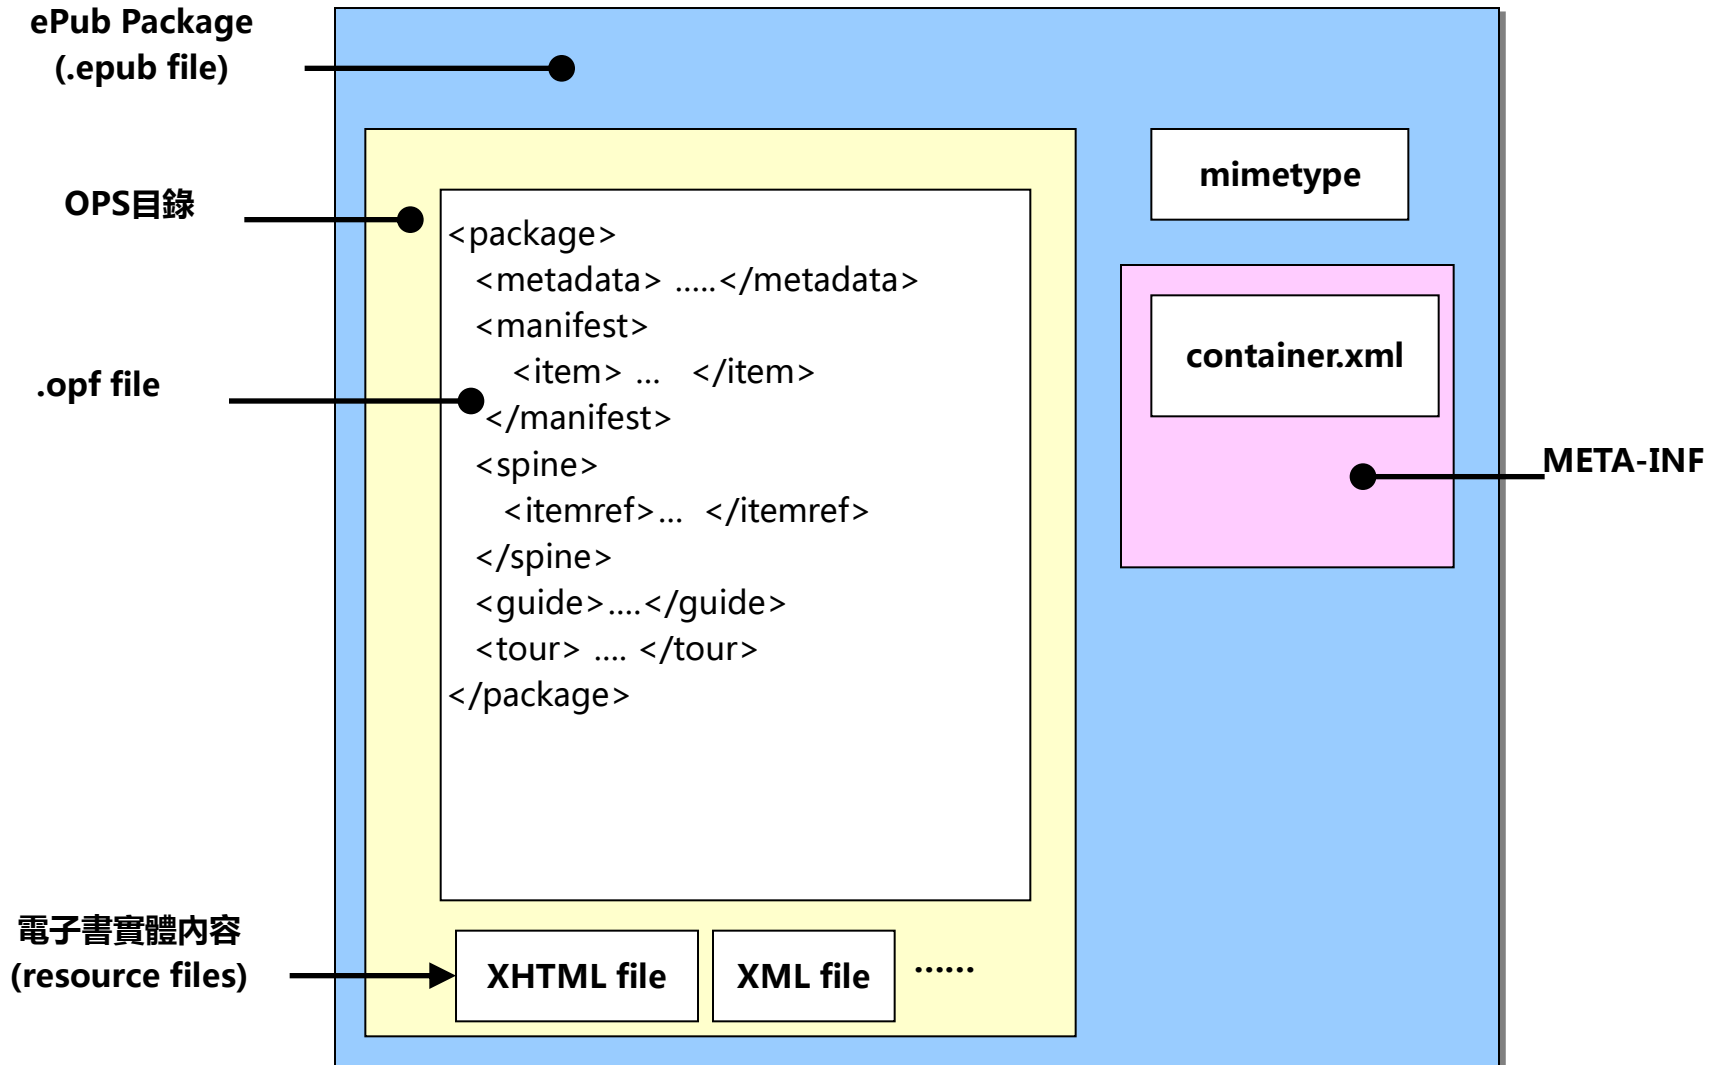 ePub Package
(.epub file)
OPS目錄
.opf file
電子書實體內容
(resource files)
<package>
<metadata> .....</metadata>
<manifest>
<item> ... </item>
</manifest>
<spine>
<itemref>... </itemref>
</spine>
<guide>....</guide>
<tour> .... </tour>
</package>
XHTML file
XML file
......
mimetype
container.xml
META-INF